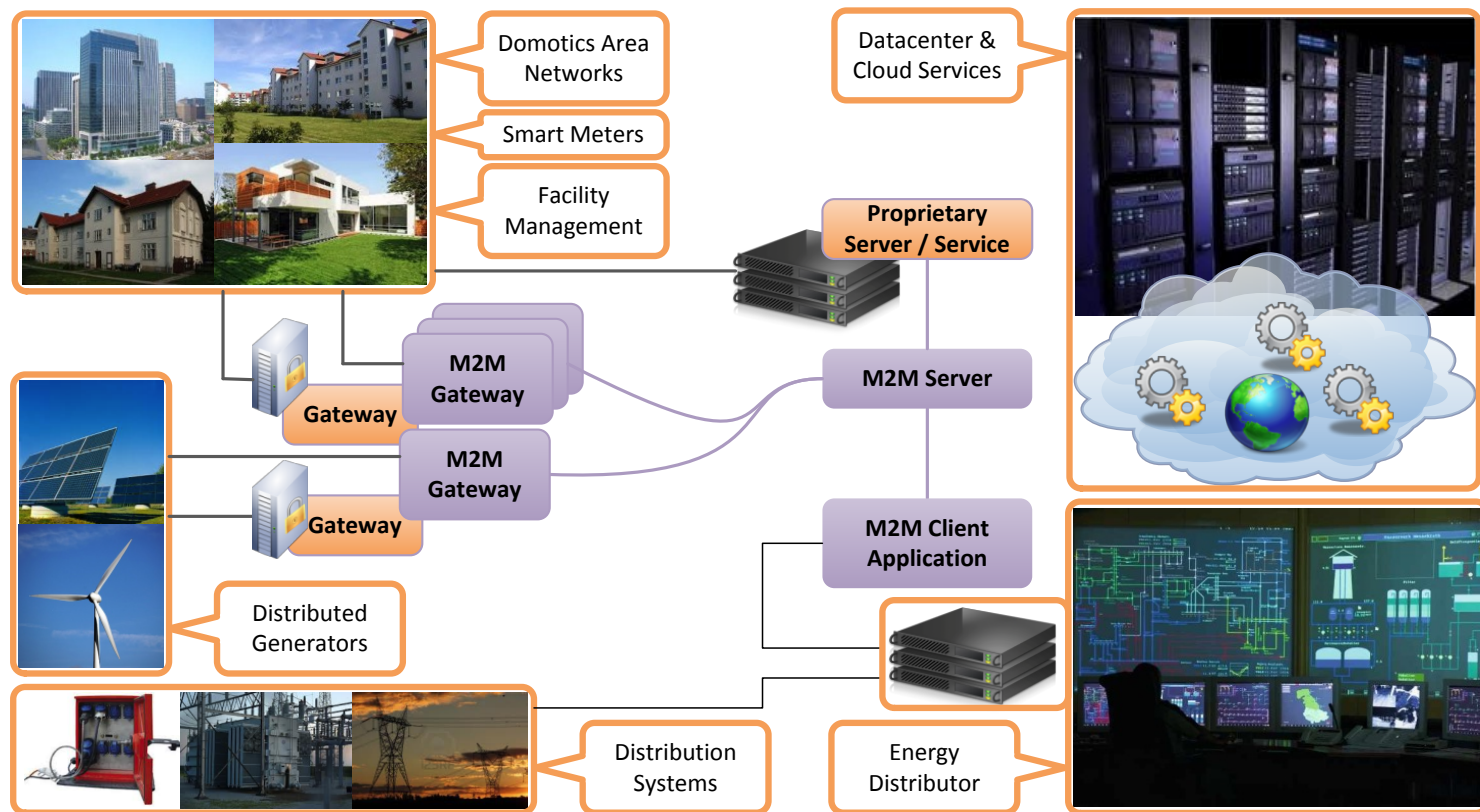 Domotics Area
Networks
Smart Meters
Facility
Management
Datacenter &
Cloud Services
Proprietary
Server / Service
M2M
Gateway
Gateway
M2M Server
M2M
Gateway
Gateway
M2M Client
Application
Distributed
Generators
Distribution
Systems
Energy
Distributor